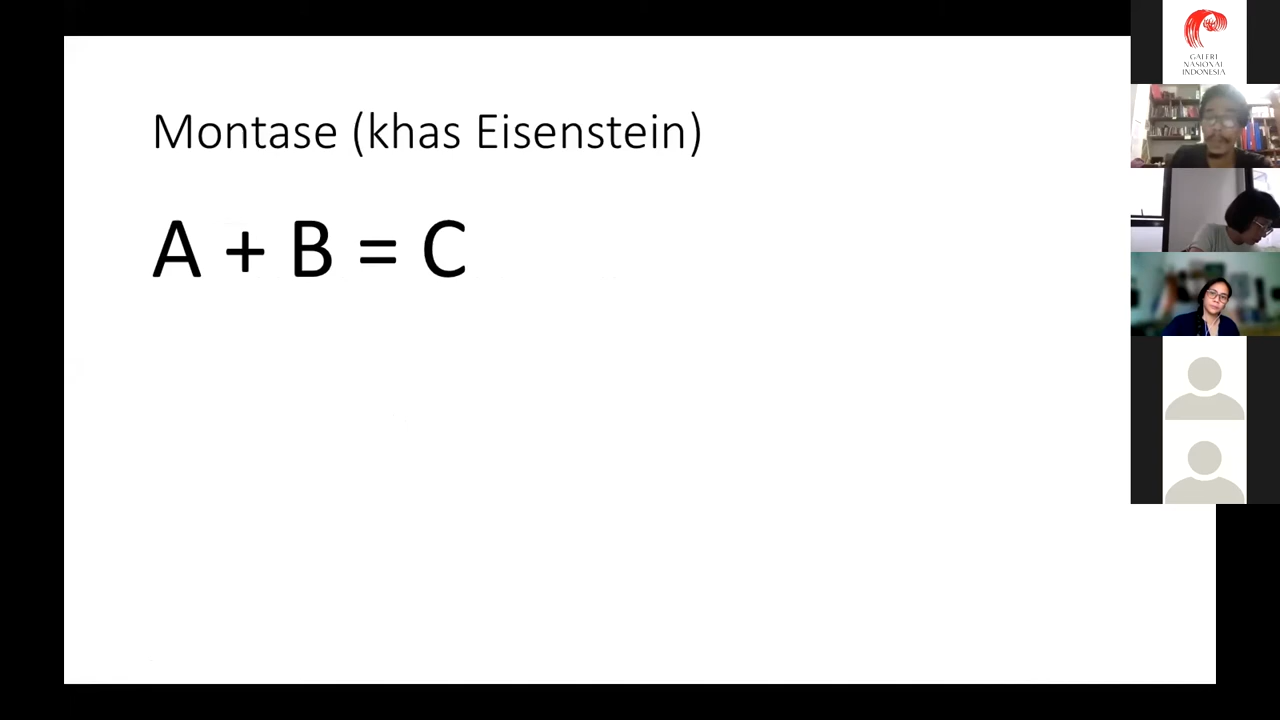 Montase (khas Eisenstein)
A + B = C
GALERI
NASIONAL
INDONESIA